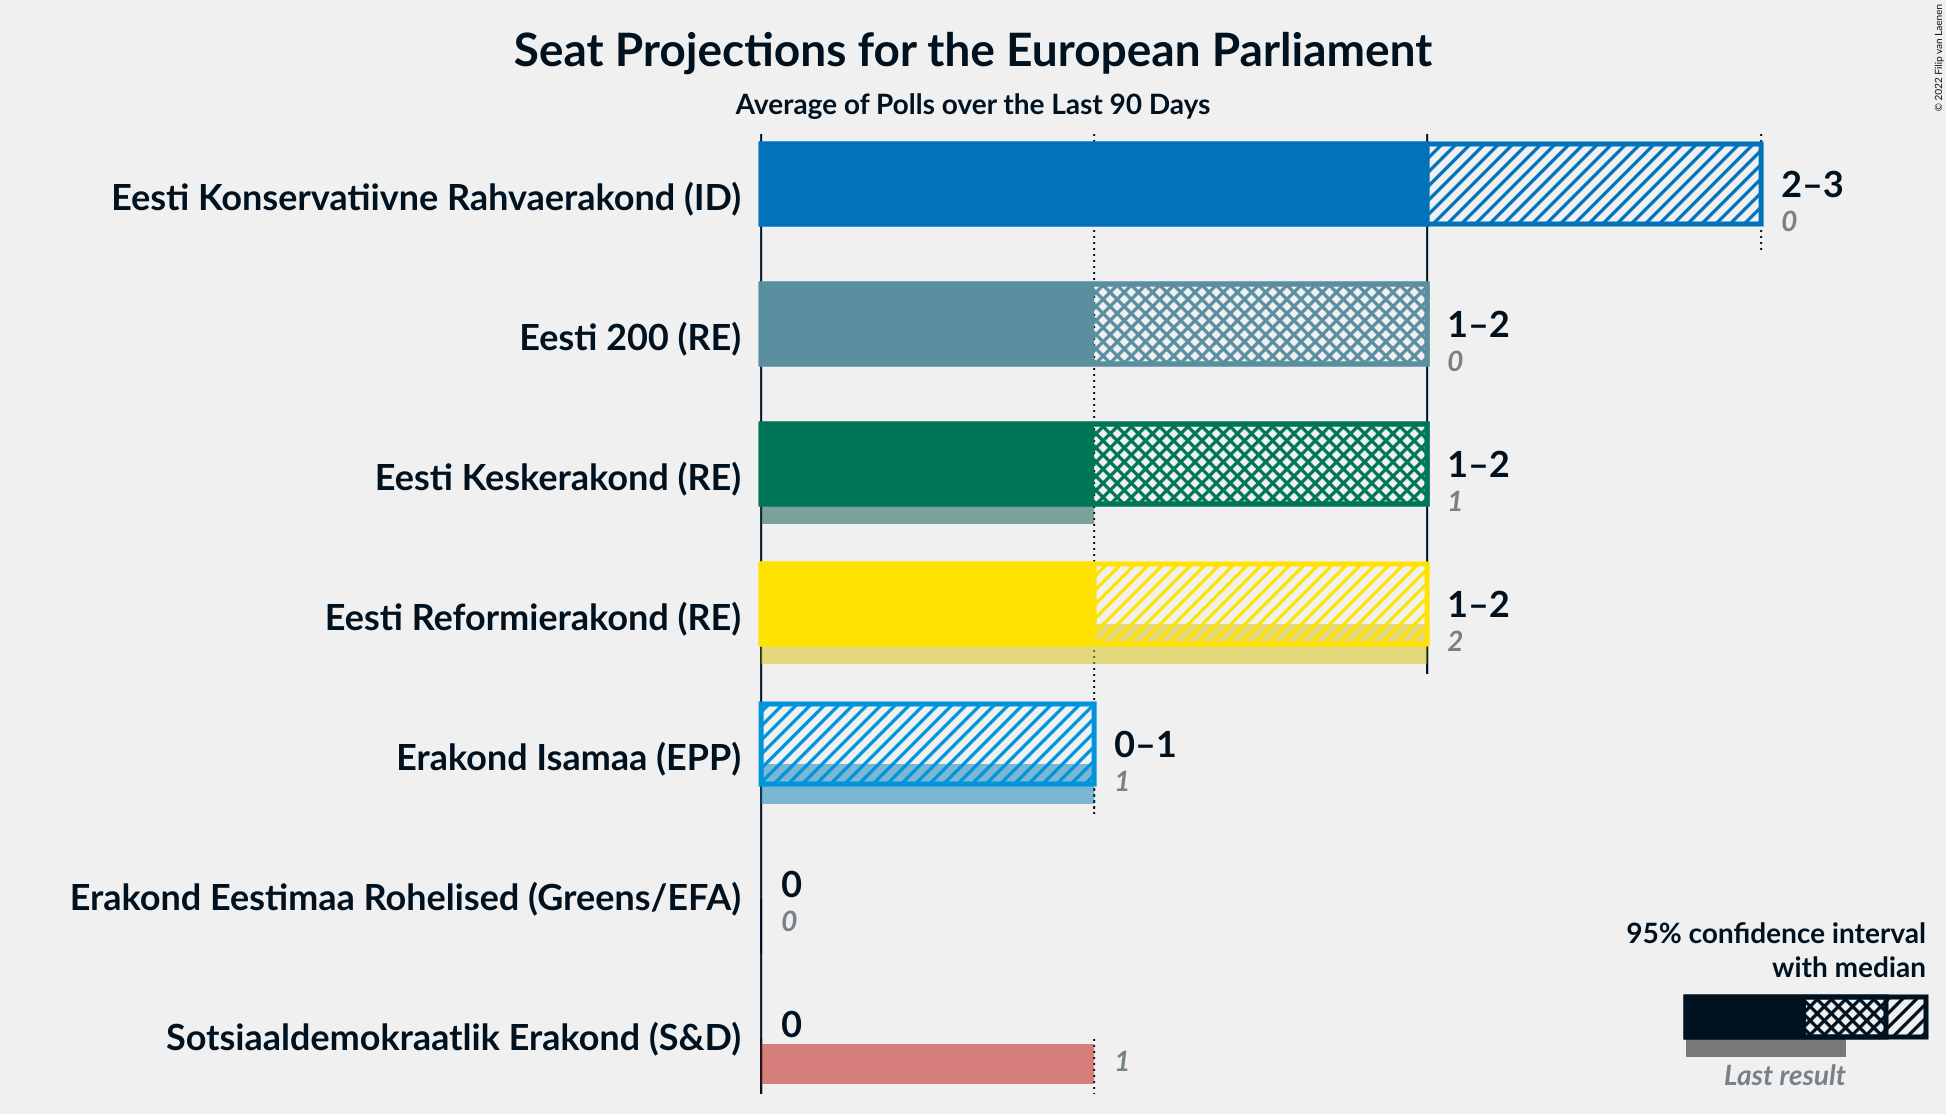 Seat Projections for the European Parliament
Average of Polls over the Last 90 Days
© 2022 Filip van Laenen
Eesti Konservatiivne Rahvaerakond (ID)
2–3
0
Eesti 200 (RE)
1–2
0
Eesti Keskerakond (RE)
1–2
1
Eesti Reformierakond (RE)
1–2
2
Erakond Isamaa (EPP)
0–1
1
Erakond Eestimaa Rohelised (Greens/EFA)
0
0
Sotsiaaldemokraatlik Erakond (S&D)
0
1
95% confidence interval
with median
Last result